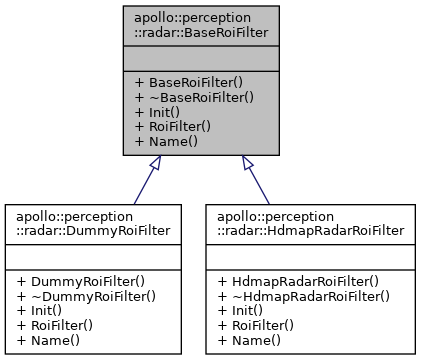 apollo::perception
::radar::BaseRoiFilter
+ BaseRoiFilter()
+ ~BaseRoiFilter()
+ Init()
+ RoiFilter()
+ Name()
apollo::perception
::radar::DummyRoiFilter
+ DummyRoiFilter()
+ ~DummyRoiFilter()
+ Init()
+ RoiFilter()
+ Name()
apollo::perception
::radar::HdmapRadarRoiFilter
+ HdmapRadarRoiFilter()
+ ~HdmapRadarRoiFilter()
+ Init()
+ RoiFilter()
+ Name()